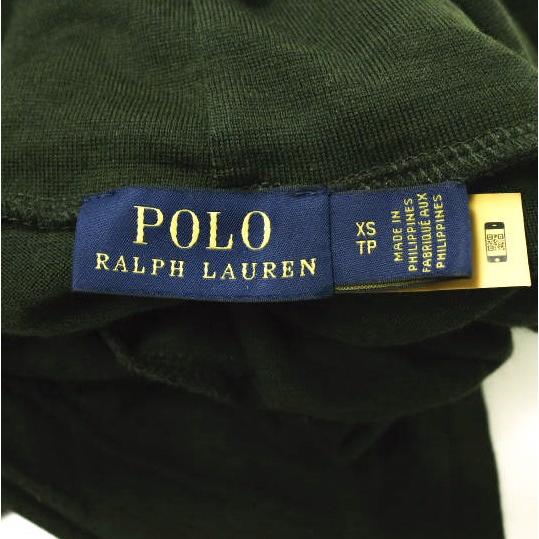 POLO
RALPH LAUREN
XS
TP
MADE IN
PHILIPPINES
FABRIQUÉ AUX
PHILIPPINES